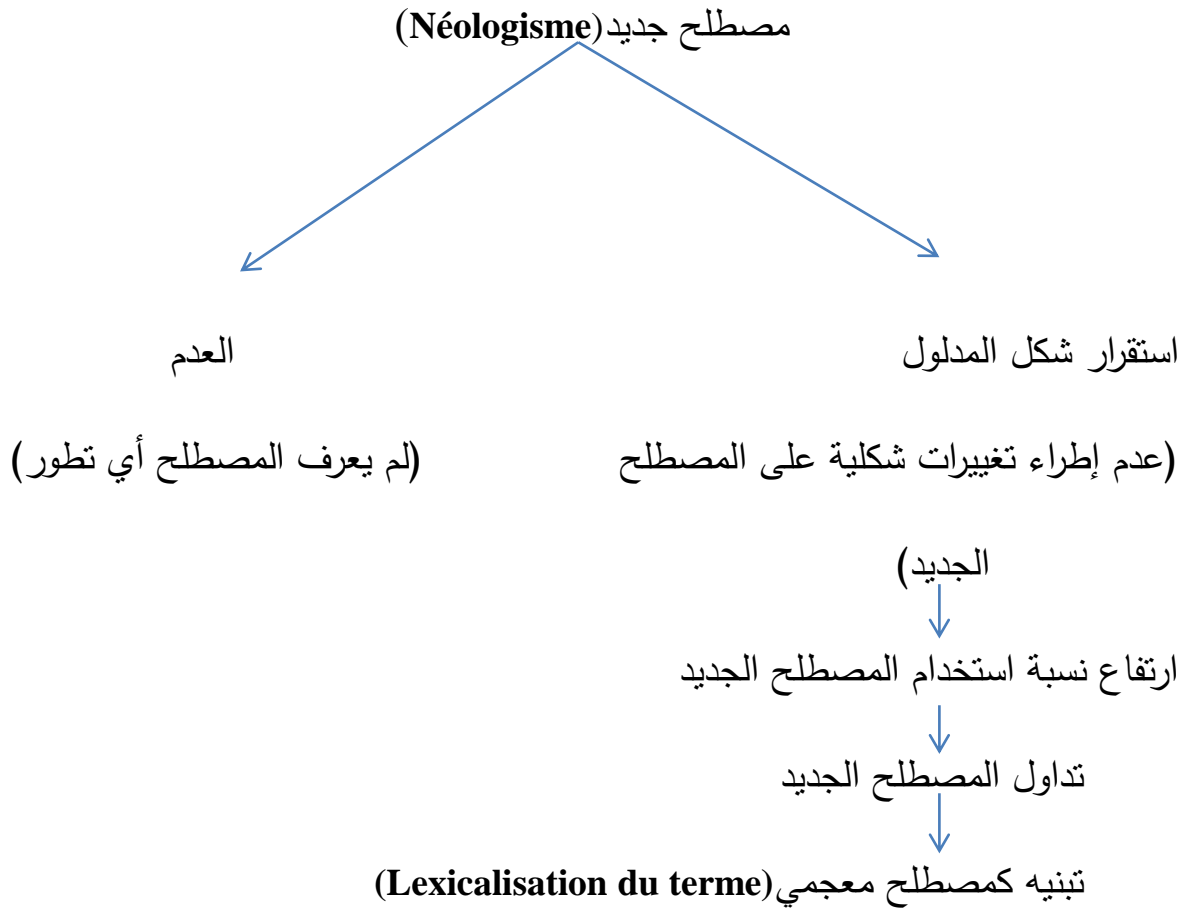 مصطلح جديد(Néologisme)
استقرار شكل المدلول العدم
(عدم إطراء تغييرات شكلية على المصطلح (لم يعرف المصطلح أي تطور)
الجديد)
ارتفاع نسبة استخدام المصطلح الجديد
تداول المصطلح الجديد
تبنيه كمصطلح معجمي(Lexicalisation du terme)